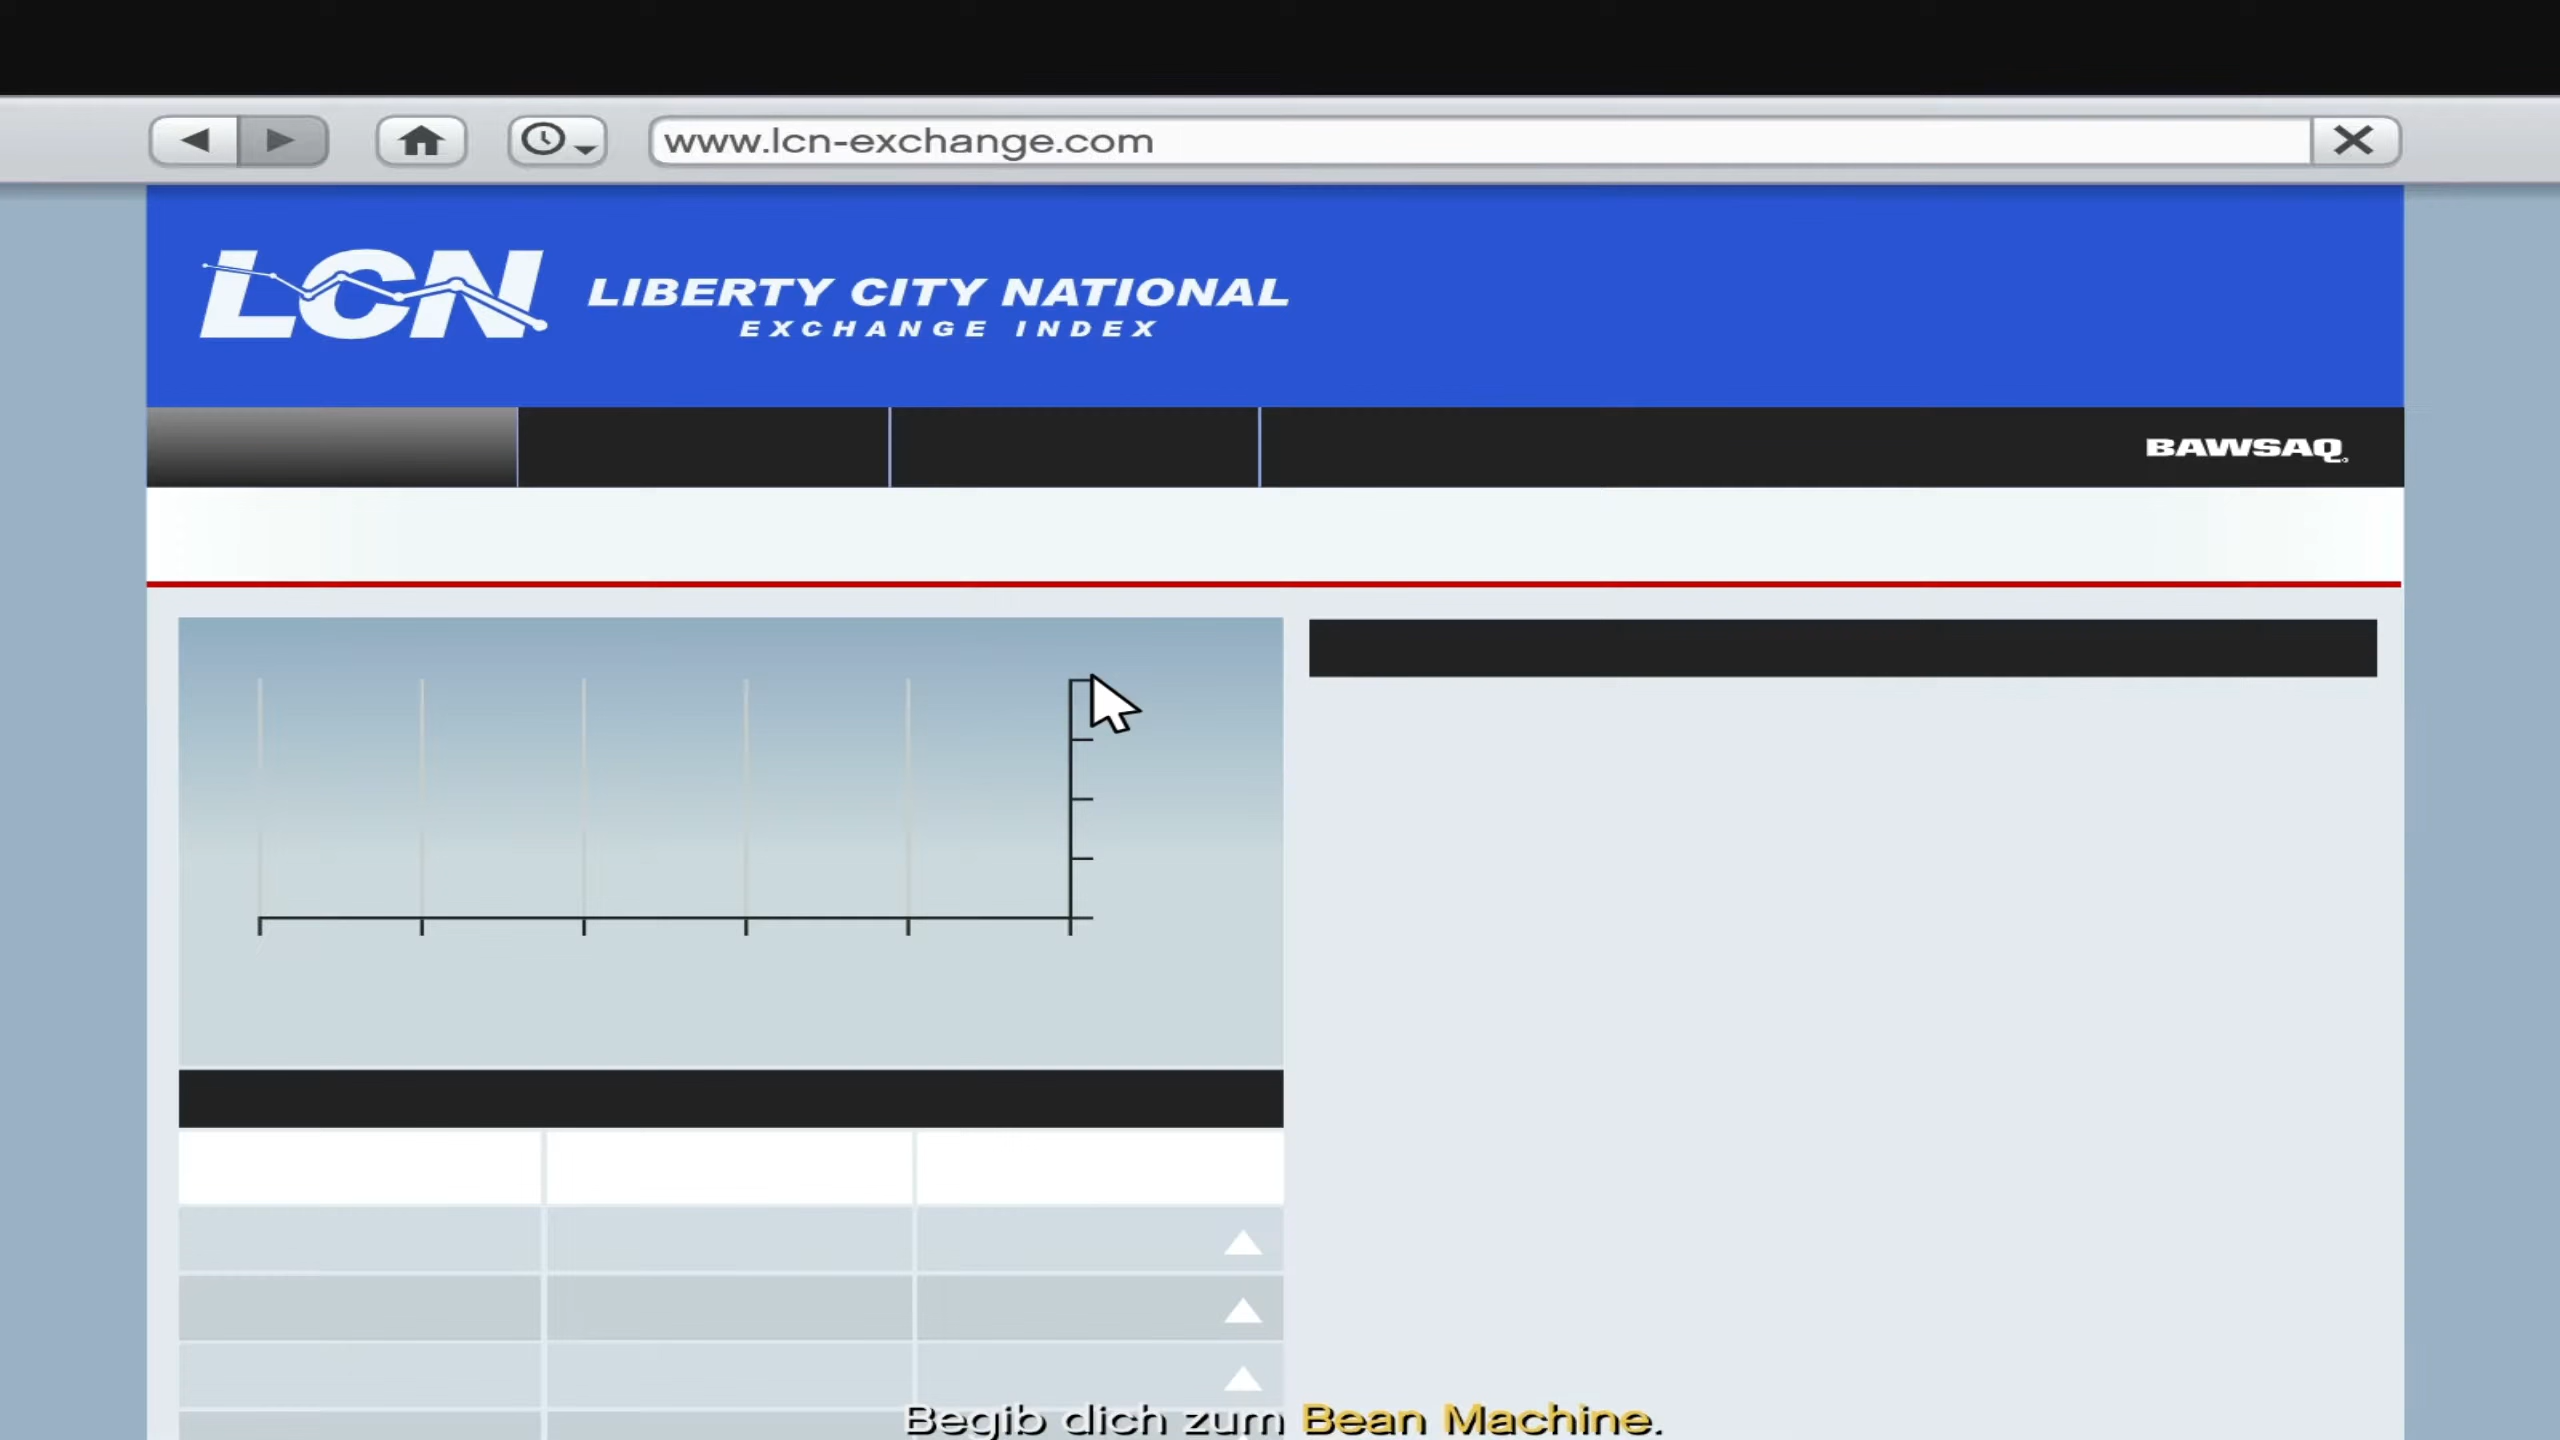 www.lcn-exchange.com
LCN
LIBERTY CITY NATIONAL
EXCHANGE INDEX
BAWSAQ
Begib dich zum Bean Machine.